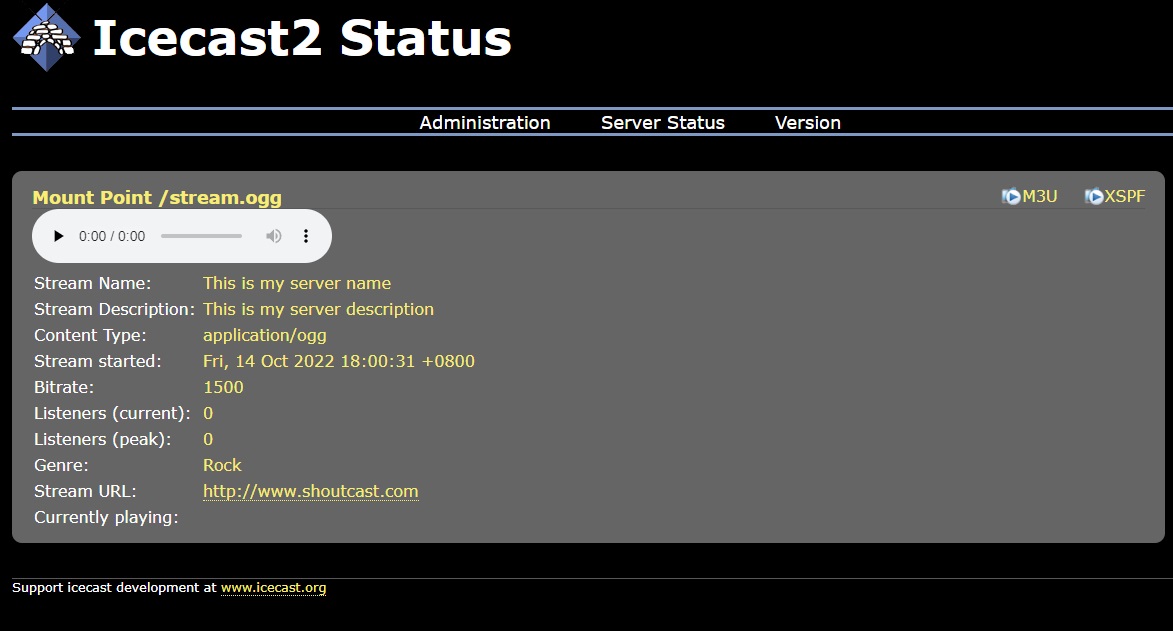 Icecast2 Status
Administration Server Status Version
Mount Point /stream.ogg M3U XSPF
0:00 / 0:00
Stream Name: This is my server name
Stream Description: This is my server description
Content Type: application/ogg
Stream started: Fri, 14 Oct 2022 18:00:31 +0800
Bitrate: 1500
Listeners (current): 0
Listeners (peak): 0
Genre: Rock
Stream URL: http://www.shoutcast.com
Currently playing:
Support icecast development at www.icecast.org